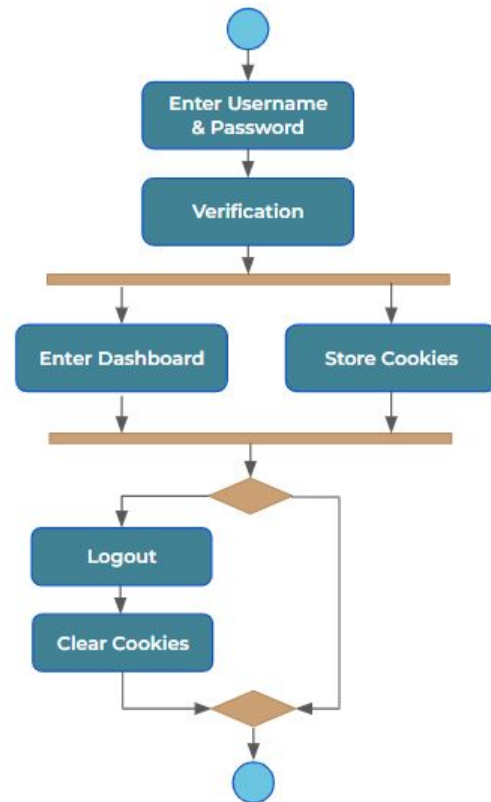 Enter Username
& Password
Verification
Enter Dashboard
Store Cookies
Logout
Clear Cookies